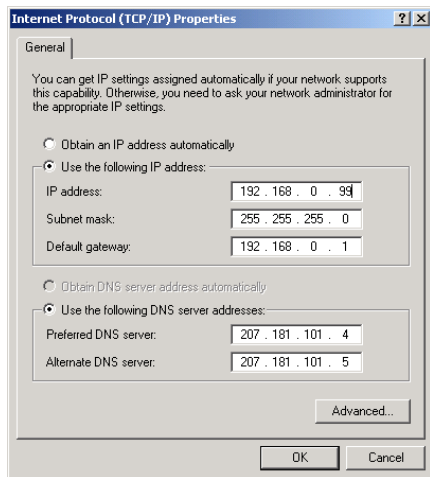 Internet Protocol (TCP/IP) Properties
General
You can get IP settings assigned automatically if your network supports
this capability. Otherwise, you need to ask your network administrator for
the appropriate IP settings.
Obtain an IP address automatically
Use the following IP address:
IP address: 192 . 168 . 0 . 99
Subnet mask: 255 . 255 . 255 . 0
Default gateway: 192 . 168 . 0 . 1
Obtain DNS server address automatically
Use the following DNS server addresses:
Preferred DNS server: 207 . 181 . 101 . 4
Alternate DNS server: 207 . 181 . 101 . 5
Advanced...
OK Cancel